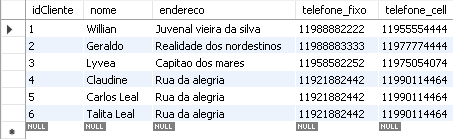 idCliente nome endereco telefone_fixo telefone_cell
1 Willian Juvenal vieira da silva 11988882222 11955554444
2 Geraldo Realidade dos nordestinos 11988883333 11977774444
3 Lyvea Capitao dos mares 11958582252 11975054074
4 Claudine Rua da alegria 11921882442 11990114464
5 Carlos Leal Rua da alegria 11921882442 11990114464
6 Talita Leal Rua da alegria 11921882442 11990114464
NULL NULL NULL NULL NULL